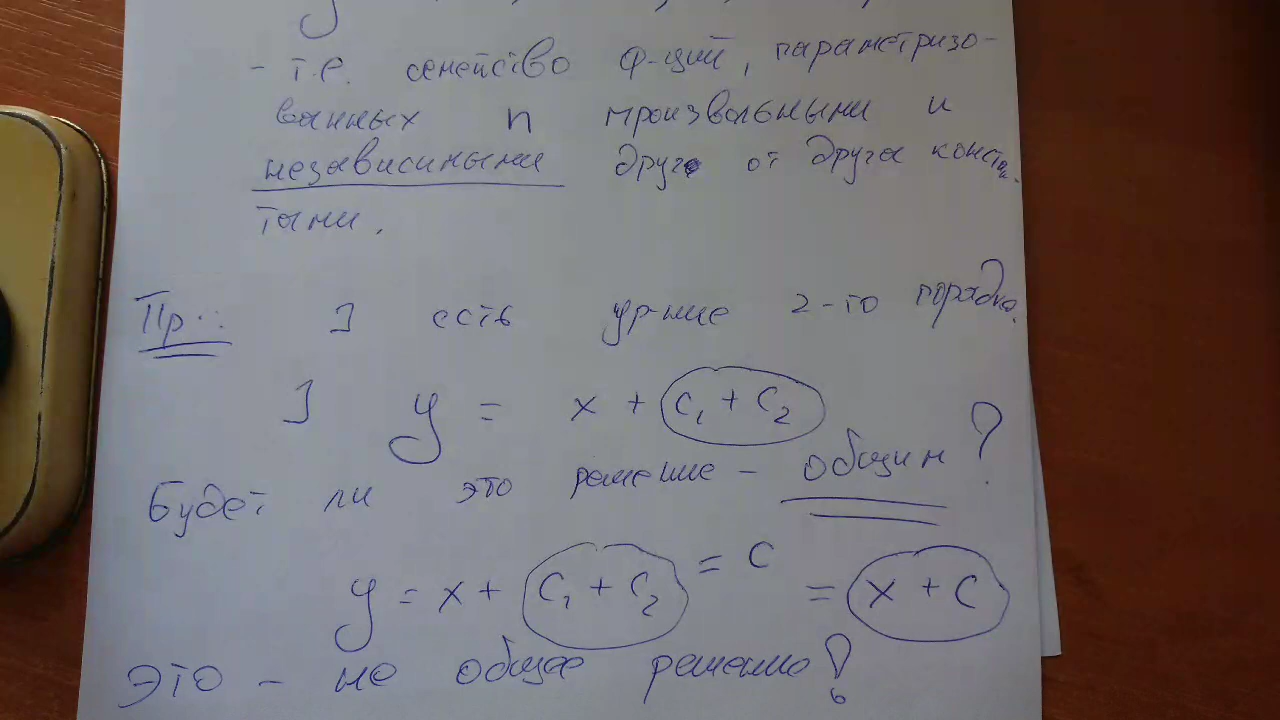 - т.е. семейство ф-ций, параметризо-
ванных n произвольными и
независимыми друг от друга конста-
тами.
Пр.: ] есть ур-ние 2-го порядка.
] y = x + C₁ + C₂
Будет ли это решение - общим?
y = x + C₁ + C₂ = C = x + C
Это - не общее решение!